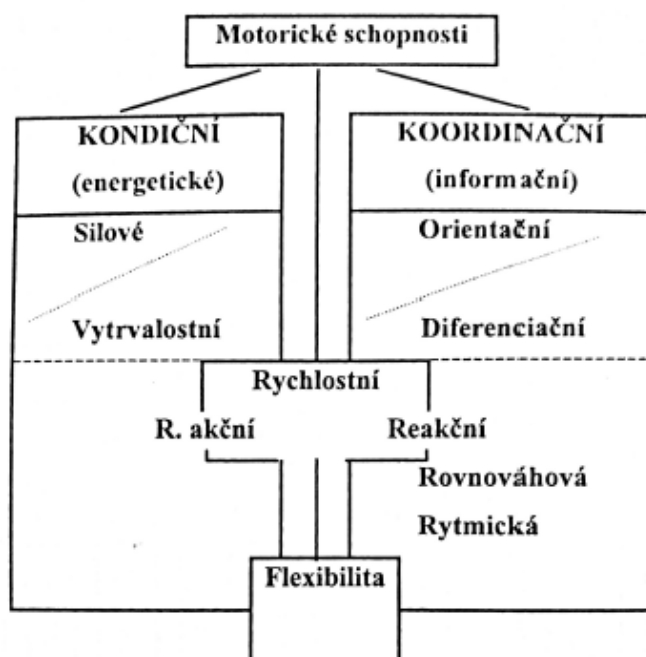 Motorické schopnosti
KONDIČNÍ
(energetické)
KOORDINAČNÍ
(informační)
Silové
Orientační
Vytrvalostní
Diferenciační
Rychlostní
R. akční
Reakční
Rovnováhová
Rytmická
Flexibilita